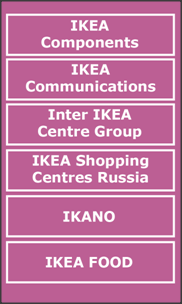 IKEA
Components
IKEA
Communications
Inter IKEA
Centre Group
IKEA Shopping
Centres Russia
IKANO
IKEA FOOD